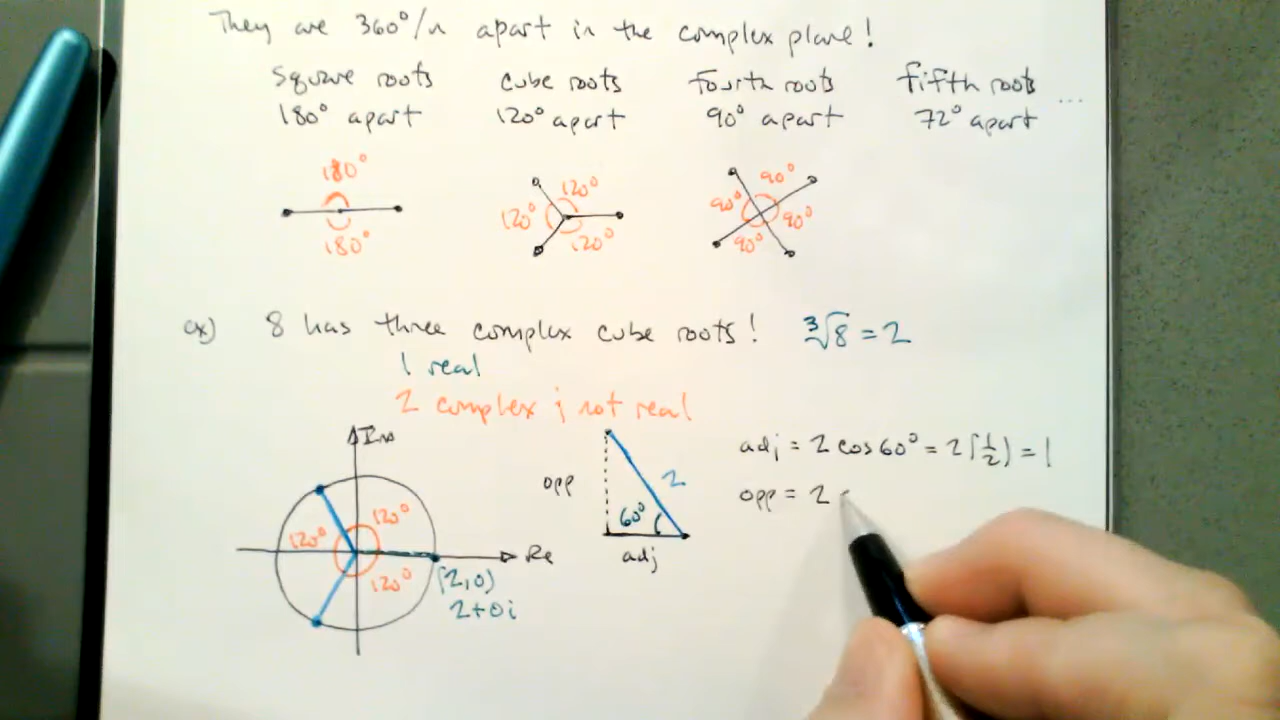 They are 360°/n apart in the complex plane!
square roots cube roots fourth roots fifth roots
180° apart 120° apart 90° apart 72° apart ...
180°
180°
120°
120°
120°
90°
90°
90°
90°
ex) 8 has three complex cube roots! ∛8 = 2
1 real
2 complex ; not real
Im
120°
120°
120°
Re
(2,0)
2+0i
opp
2
60°
adj
adj = 2 cos 60° = 2(1/2) = 1
opp = 2